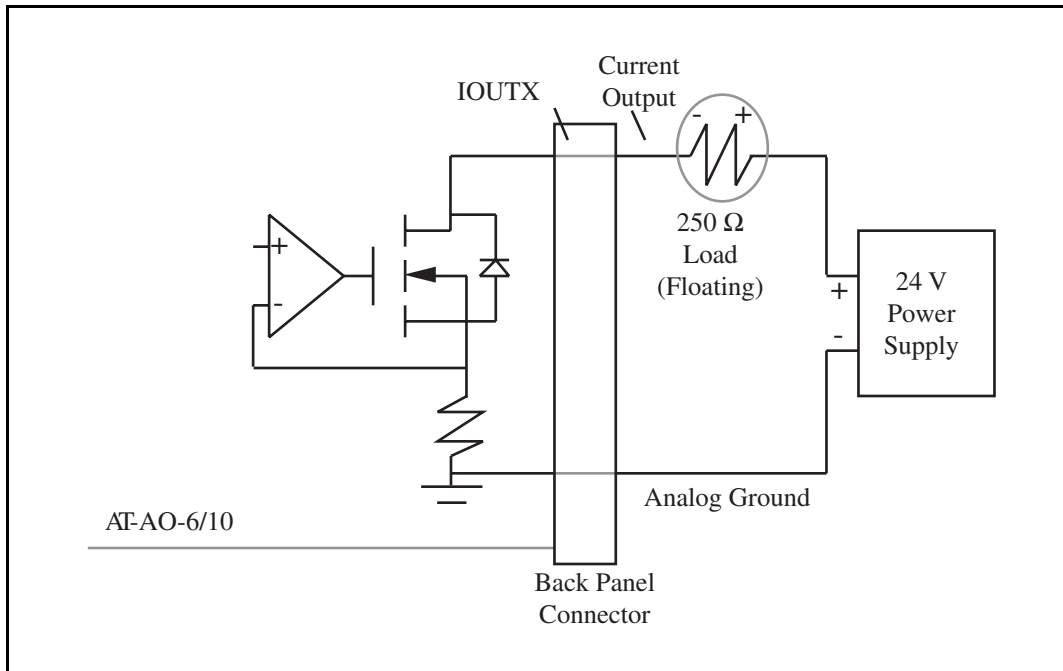 Current
Output
IOUTX
- +
250 Ω
Load
(Floating)
+
-
+
-
24 V
Power
Supply
Analog Ground
AT-AO-6/10
Back Panel
Connector